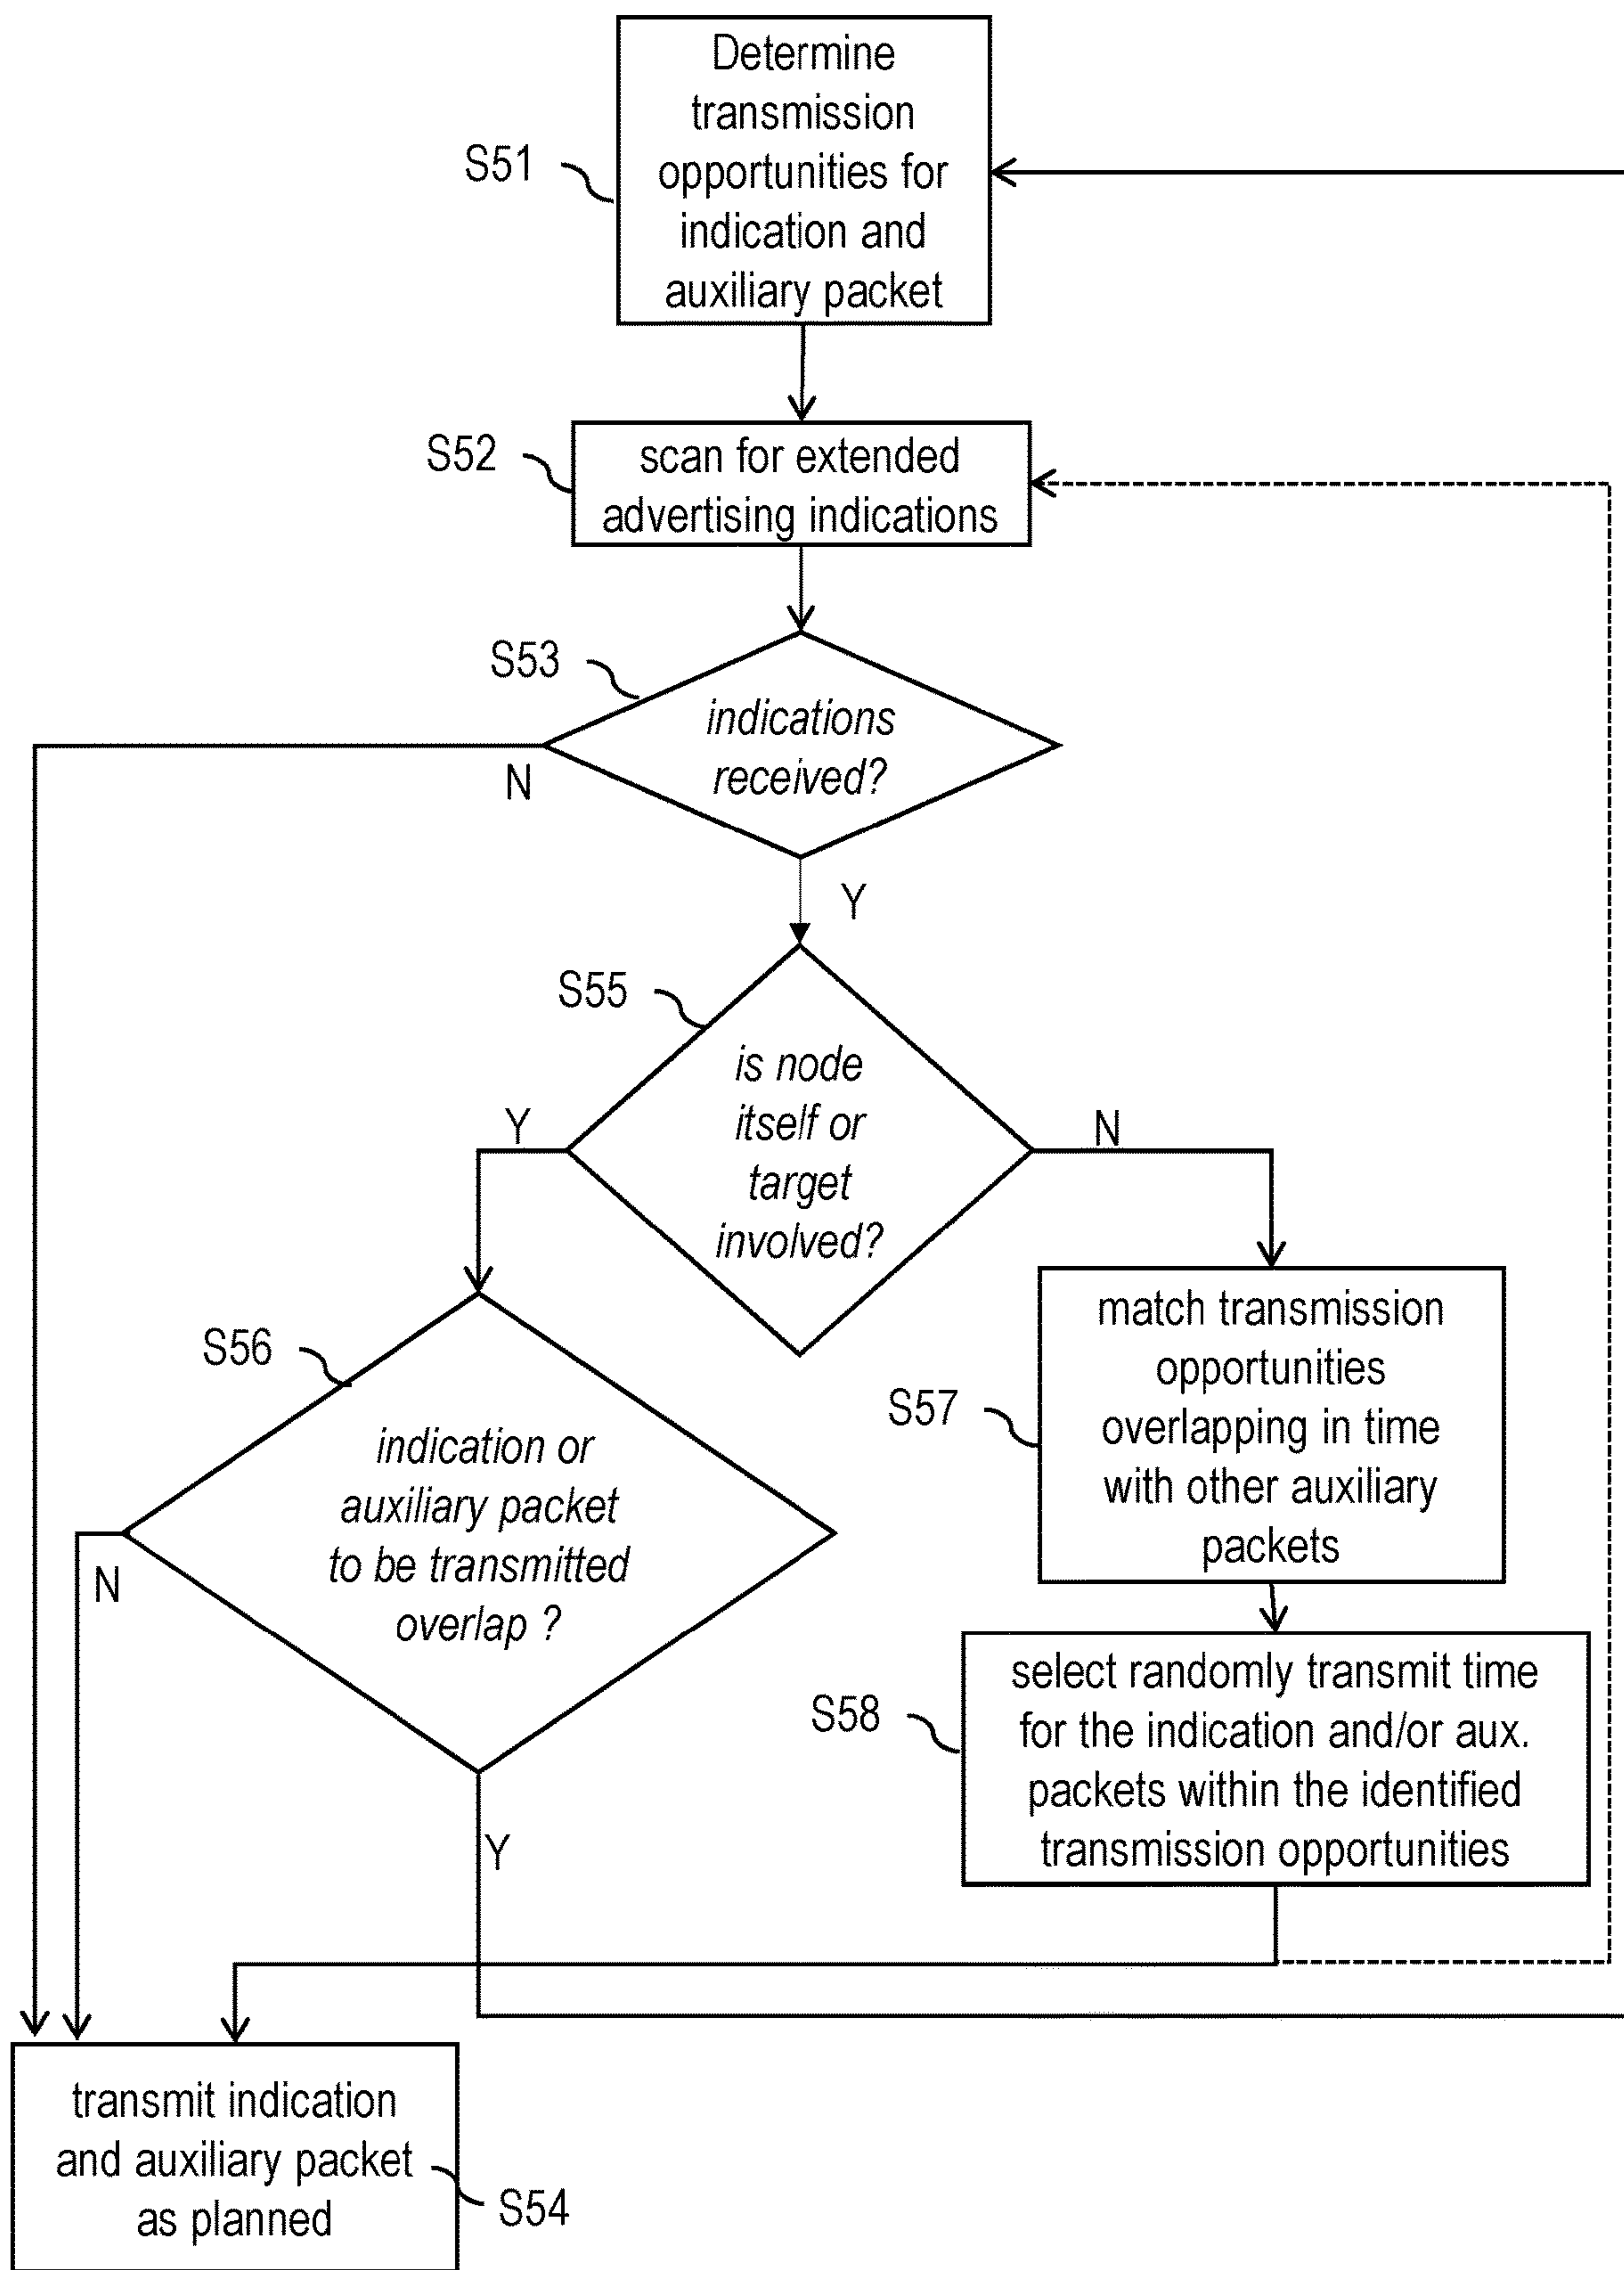 Determine
transmission
opportunities for
indication and
auxiliary packet
S51
scan for extended
advertising indications
S52
S53
indications
received?
N
Y
S55
is node
itself or
target
involved?
Y
N
S56
indication or
auxiliary packet
to be transmitted
overlap ?
N
Y
match transmission
opportunities
overlapping in time
with other auxiliary
packets
S57
select randomly transmit time
for the indication and/or aux.
packets within the identified
transmission opportunities
S58
transmit indication
and auxiliary packet
as planned
S54